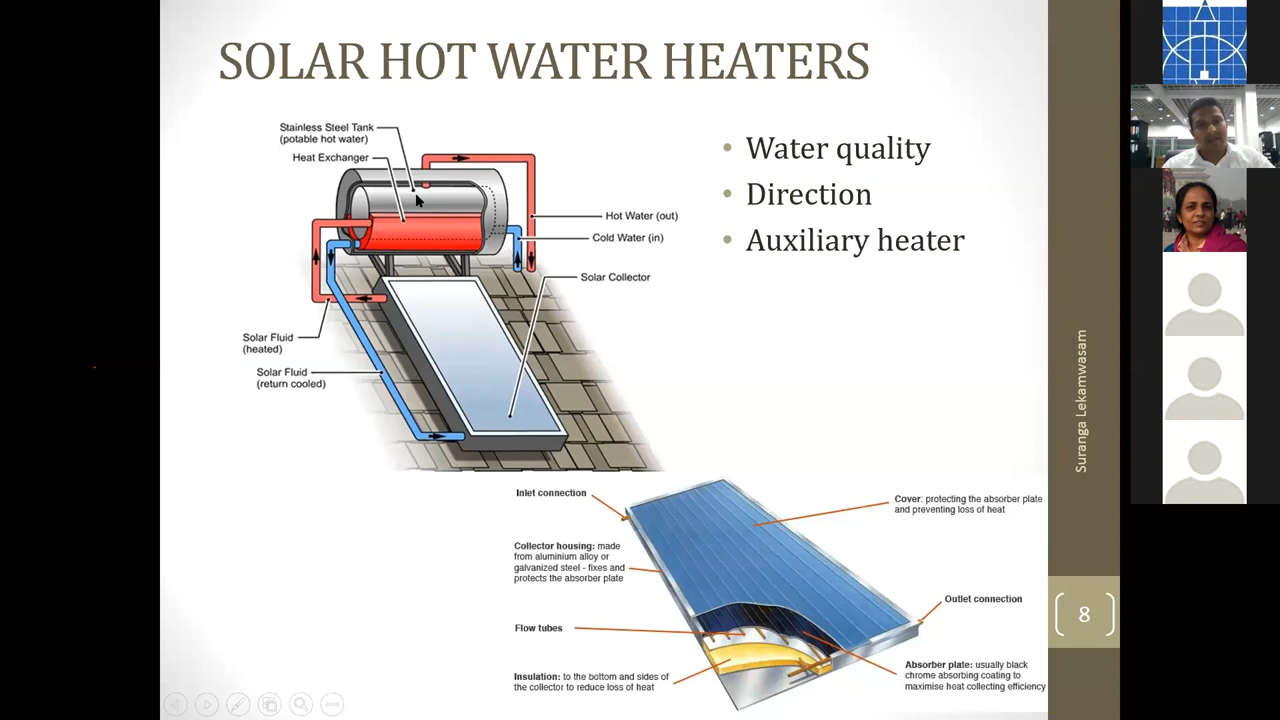 SOLAR HOT WATER HEATERS
Stainless Steel Tank
(potable hot water)
Heat Exchanger
Hot Water (out)
Cold Water (in)
Solar Collector
Solar Fluid
(heated)
Solar Fluid
(return cooled)
• Water quality
• Direction
• Auxiliary heater
Inlet connection
Collector housing: made
from aluminium alloy or
galvanized steel - fixes and
protects the absorber plate
Flow tubes
Insulation: to the bottom and sides of
the collector to reduce loss of heat
Cover: protecting the absorber plate
and preventing loss of heat
Outlet connection
Absorber plate: usually black
chrome absorbing coating to
maximise heat collecting efficiency
Suranga Lekamwasam
8